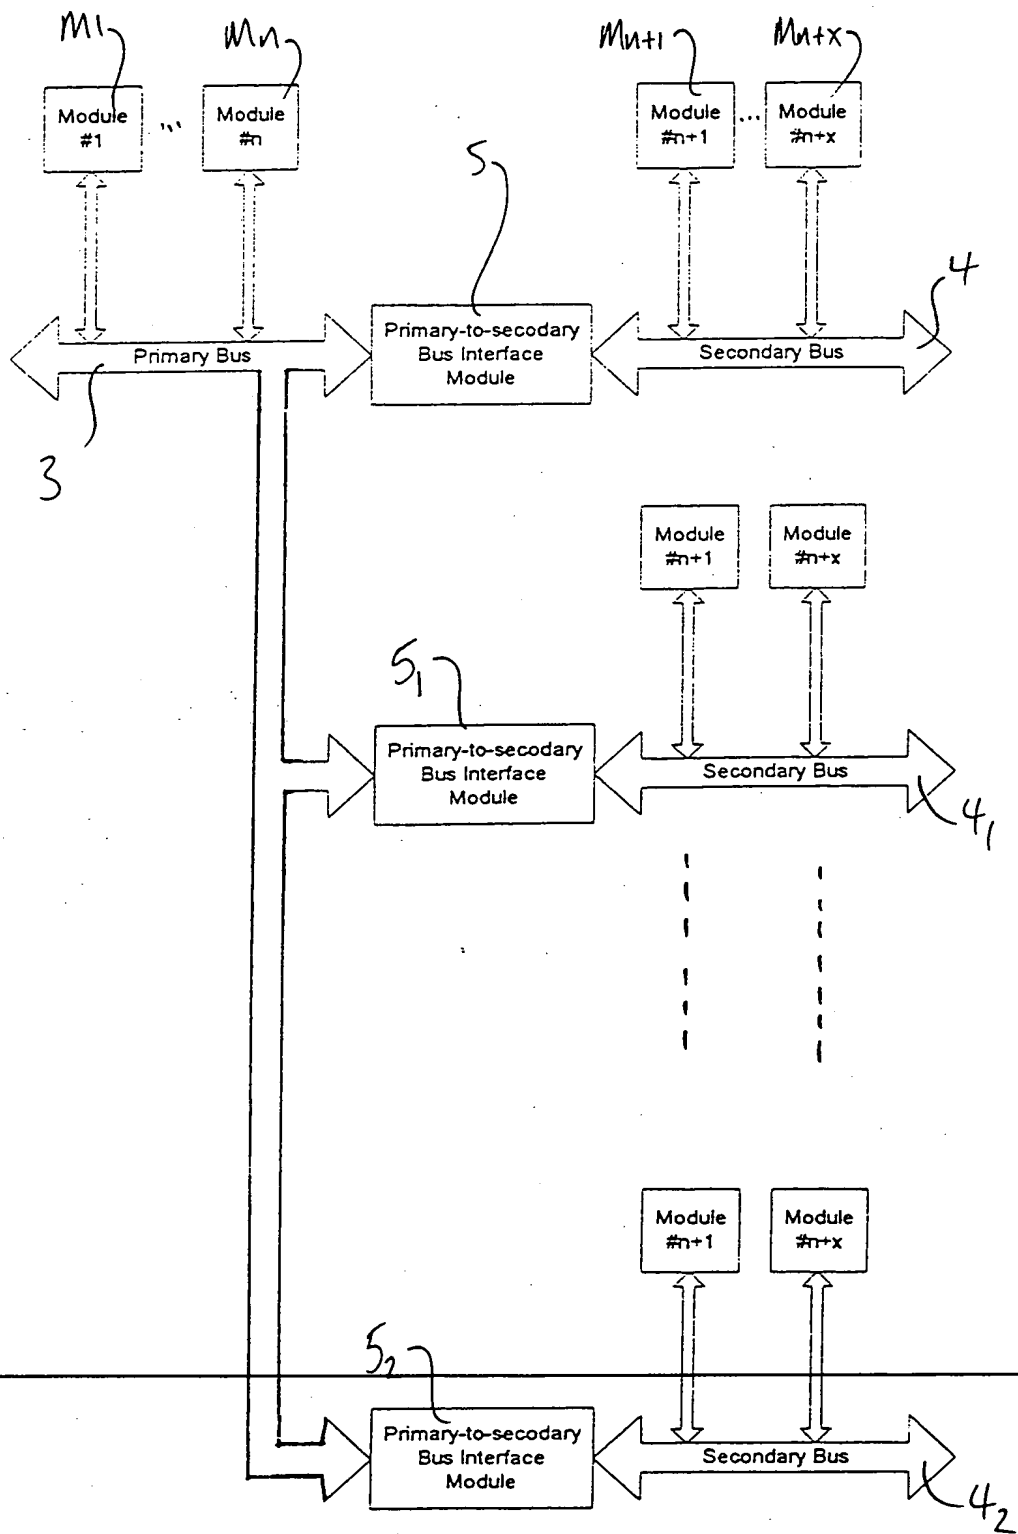 M1
Mn
Mn+1
Mn+x
Module
#1
...
Module
#n
Module
#n+1
...
Module
#n+x
5
4
Primary Bus
Primary-to-secodary
Bus Interface
Module
Secondary Bus
3
Module
#n+1
Module
#n+x
5₁
Primary-to-secodary
Bus Interface
Module
Secondary Bus
4₁
Module
#n+1
Module
#n+x
5₂
Primary-to-secodary
Bus Interface
Module
Secondary Bus
4₂